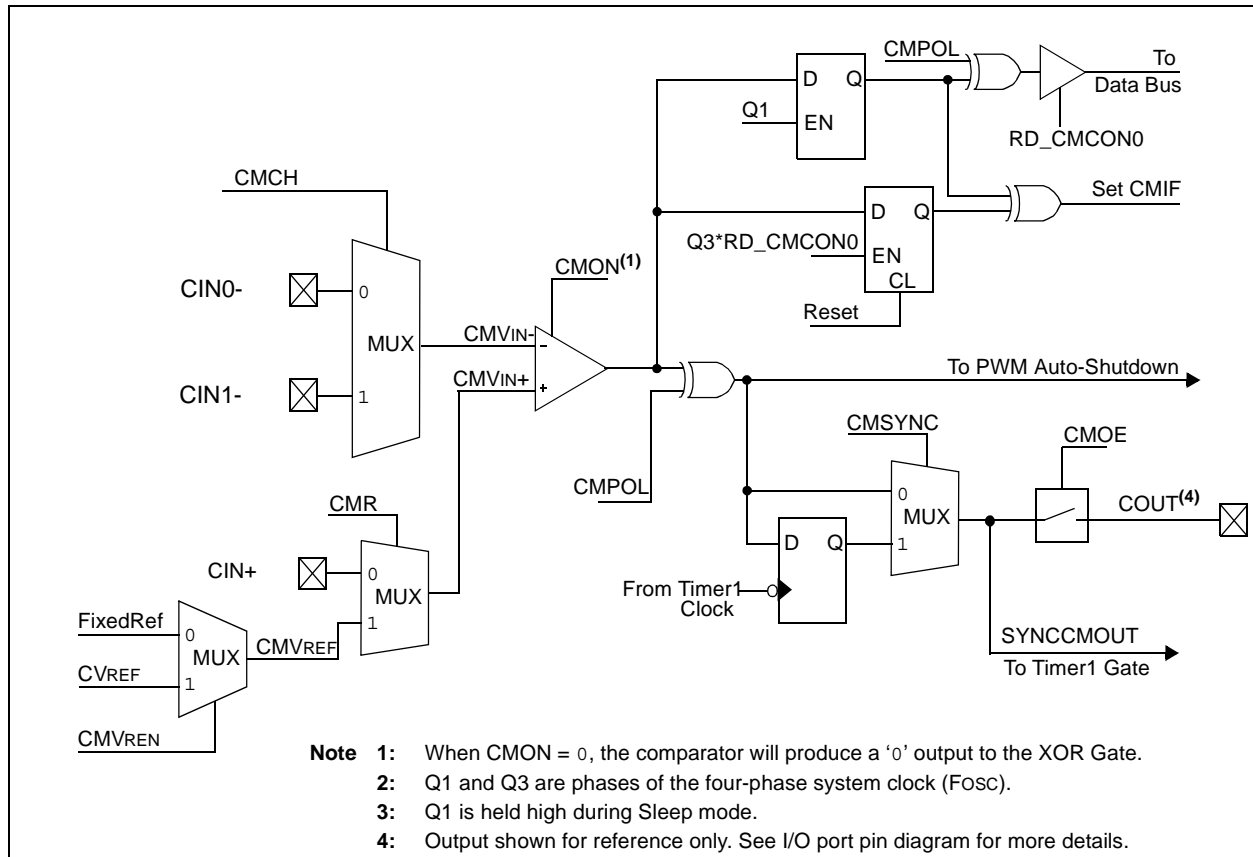 CMPOL
To
Data Bus
D Q
Q1
EN
RD_CMCON0
CMCH
Set CMIF
D Q
Q3*RD_CMCON0
EN
CL
CMON(1)
Reset
CIN0-
0
MUX
CMVIN-
-
To PWM Auto-Shutdown
CMVIN+
+
CIN1-
1
CMSYNC
CMOE
CMPOL
0
MUX
COUT(4)
CMR
D Q
1
CIN+
0
MUX
From Timer1
Clock
FixedRef
0
1
CMVREF
MUX
SYNCCMOUT
To Timer1 Gate
CVREF
1
CMVREN
Note 1: When CMON = 0, the comparator will produce a ‘0’ output to the XOR Gate.
2: Q1 and Q3 are phases of the four-phase system clock (FOSC).
3: Q1 is held high during Sleep mode.
4: Output shown for reference only. See I/O port pin diagram for more details.